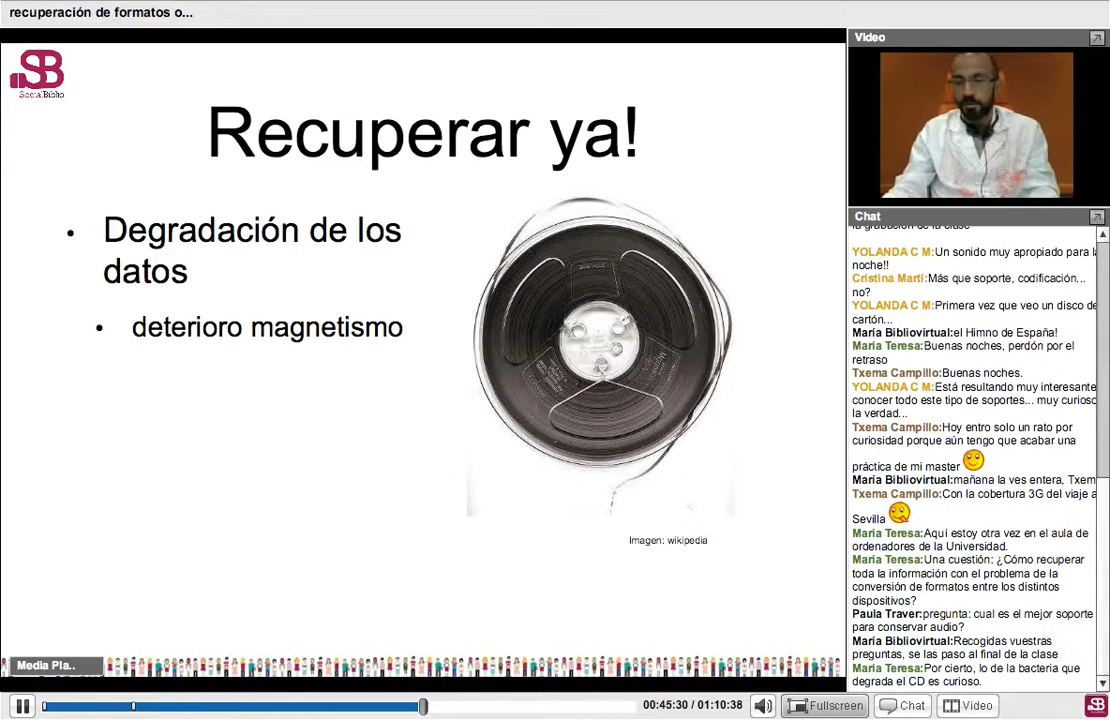 recuperación de formatos o...
SB
SocialBiblio
Recuperar ya!
• Degradación de los
datos
• deterioro magnetismo
Imagen: wikipedia
Media Pla..
Video
Chat
la grabación de la clase
YOLANDA C M:Un sonido muy apropiado para l
noche!!
Cristina Martí:Más que soporte, codificación...
no?
YOLANDA C M:Primera vez que veo un disco de
cartón...
María Bibliovirtual:el Himno de España!
Maria Teresa:Buenas noches, perdón por el
retraso
Txema Campillo:Buenas noches.
YOLANDA C M:Está resultando muy interesante
conocer todo este tipo de soportes... muy curioso
la verdad...
Txema Campillo:Hoy entro solo un rato por
curiosidad porque aún tengo que acabar una
práctica de mi master
María Bibliovirtual:mañana la ves entera, Txem
Txema Campillo:Con la cobertura 3G del viaje a
Sevilla
Maria Teresa:Aquí estoy otra vez en el aula de
ordenadores de la Universidad.
Maria Teresa:Una cuestión: ¿Cómo recuperar
toda la información con el problema de la
conversión de formatos entre los distintos
dispositivos?
Paula Traver:pregunta: cual es el mejor soporte
para conservar audio?
María Bibliovirtual:Recogidas vuestras
preguntas, se las paso al final de la clase
Maria Teresa:Por cierto, lo de la bacteria que
degrada el CD es curioso.
00:45:30 / 01:10:38
Fullscreen
Chat
Video
SB